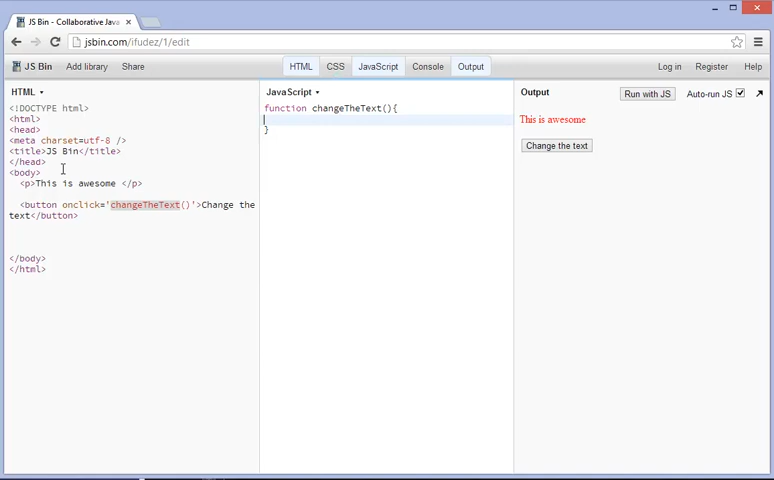 JS Bin - Collaborative Java
jsbin.com/ifudez/1/edit
JS Bin Add library Share HTML CSS JavaScript Console Output Log in Register Help
HTML
<!DOCTYPE html>
<html>
<head>
<meta charset=utf-8 />
<title>JS Bin</title>
</head>
<body>
<p>This is awesome </p>
<button onclick='changeTheText()'>Change the
text</button>
</body>
</html>
JavaScript
function changeTheText(){
}
Output Run with JS Auto-run JS
This is awesome
Change the text